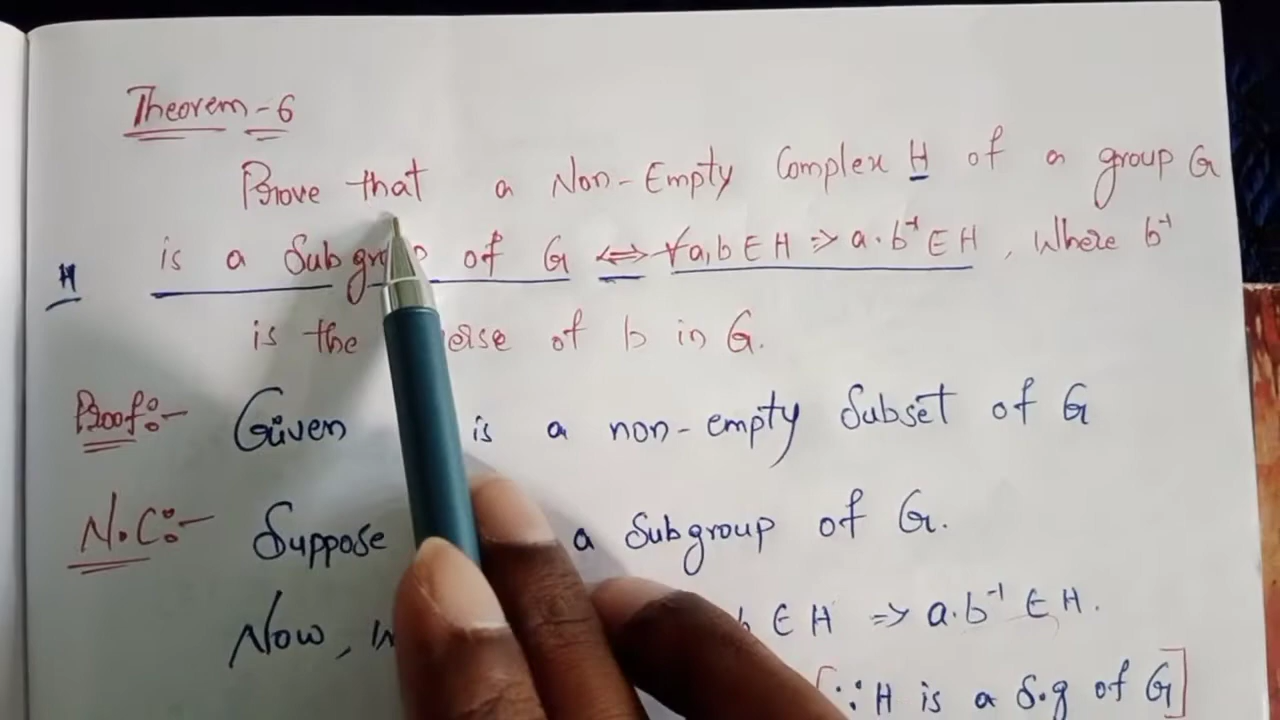 Theorem-6
Prove that a Non-Empty Complex H of a group G
H is a Subgroup of G ⇔ ∀a,b∈H ⇒ a·b⁻¹∈H, Where b⁻¹
is the of b in G.
Proof:- Given is a non-empty Subset of G
N.C:- Suppose a Subgroup of G.
Now, b ∈ H ⇒ a·b⁻¹ ∈ H.
[∵ H is a S.g of G]